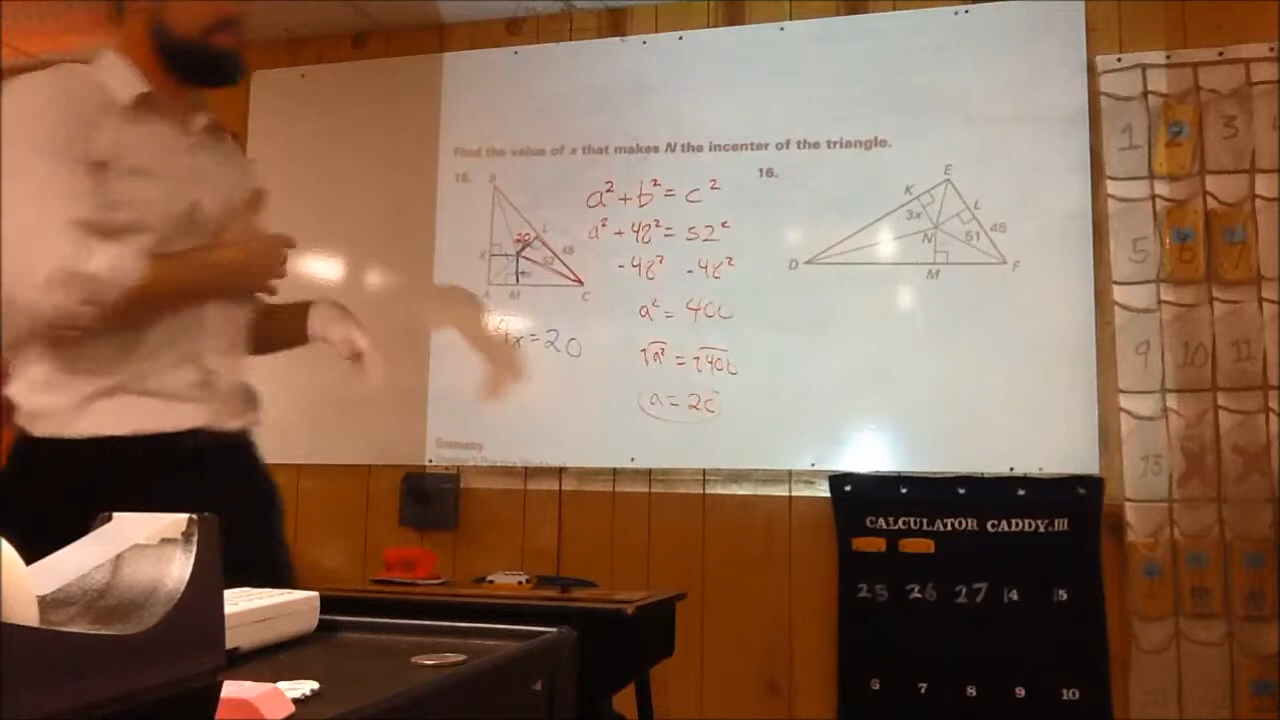 Find the value of x that makes N the incenter of the triangle.
15.
B
K
L
20
48
52
A
M
C
4x=20
a² + b² = c²
a² + 48² = 52²
-48² -48²
a² = 400
√a² = √400
a = 20
16.
E
K
L
3x
45
N
51
D
M
F
Geometry
1
2
3
5
6
7
9
10
11
13
CALCULATOR CADDY.III
25 26 27 14 15
6 7 8 9 10